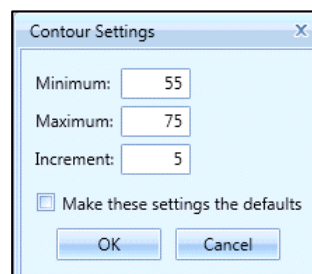 Contour Settings
Minimum: 55
Maximum: 75
Increment: 5
Make these settings the defaults
OK Cancel